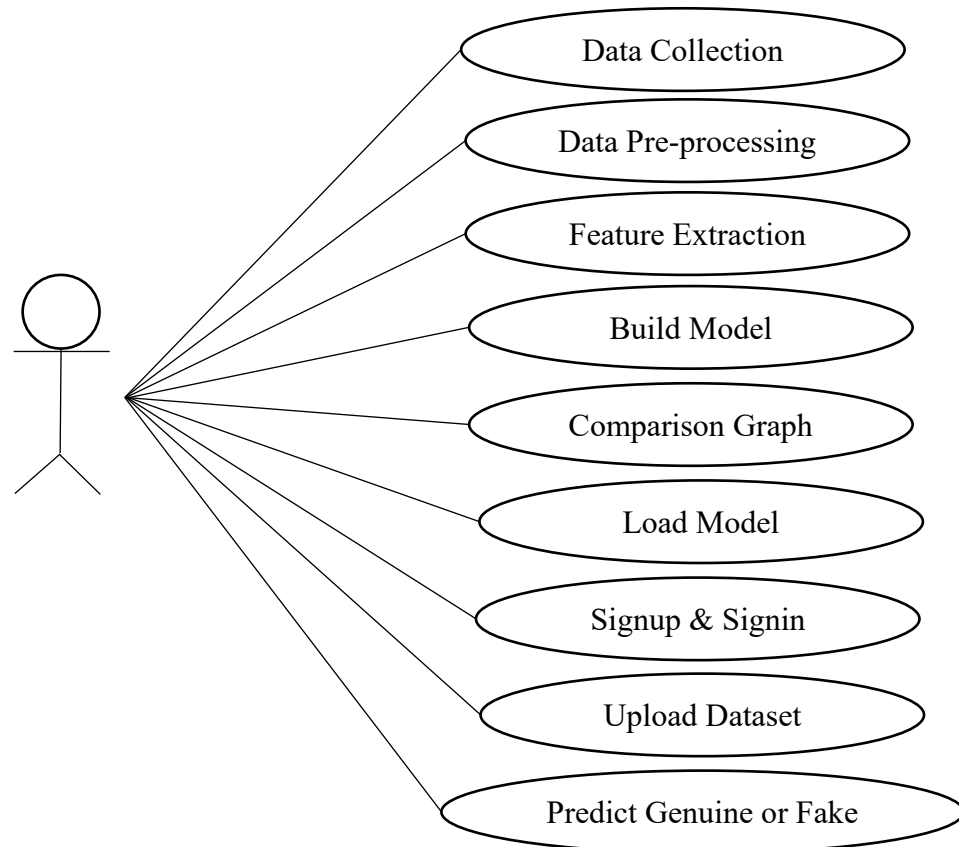 Data Collection
Data Pre-processing
Feature Extraction
Build Model
Comparison Graph
Load Model
Signup & Signin
Upload Dataset
Predict Genuine or Fake